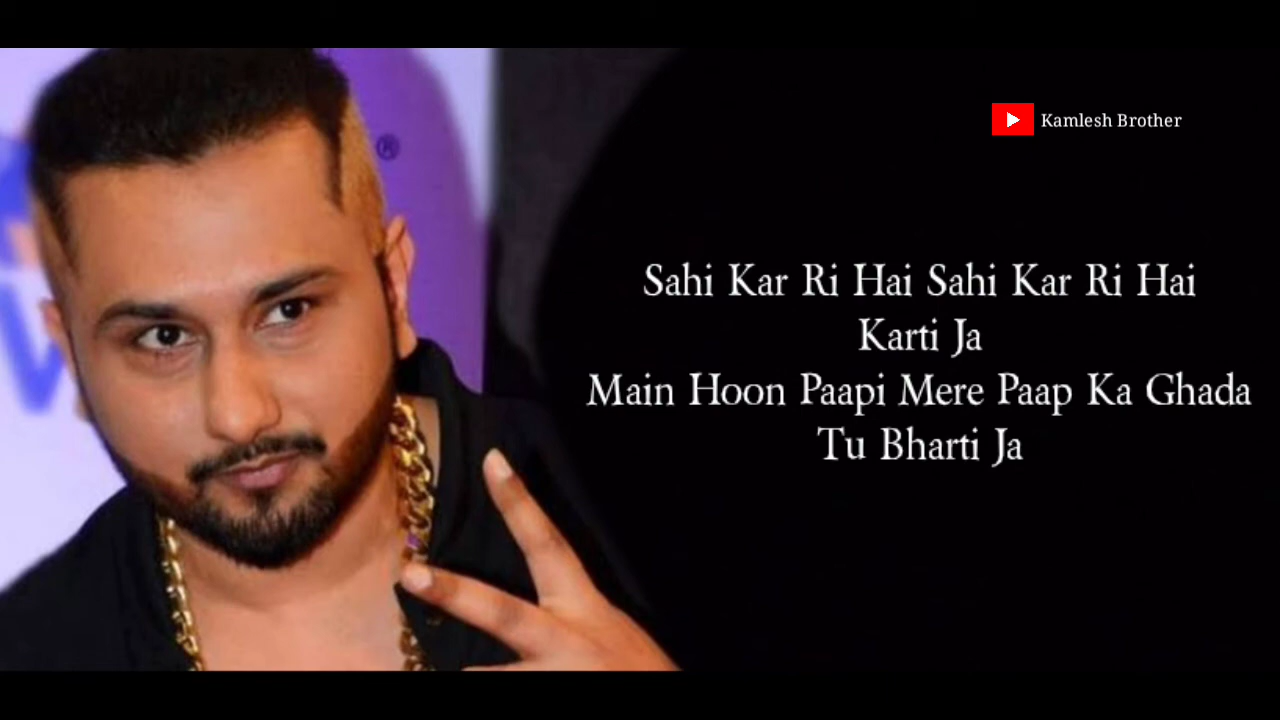 Kamlesh Brother
Sahi Kar Ri Hai Sahi Kar Ri Hai
Karti Ja
Main Hoon Paapi Mere Paap Ka Ghada
Tu Bharti Ja
®